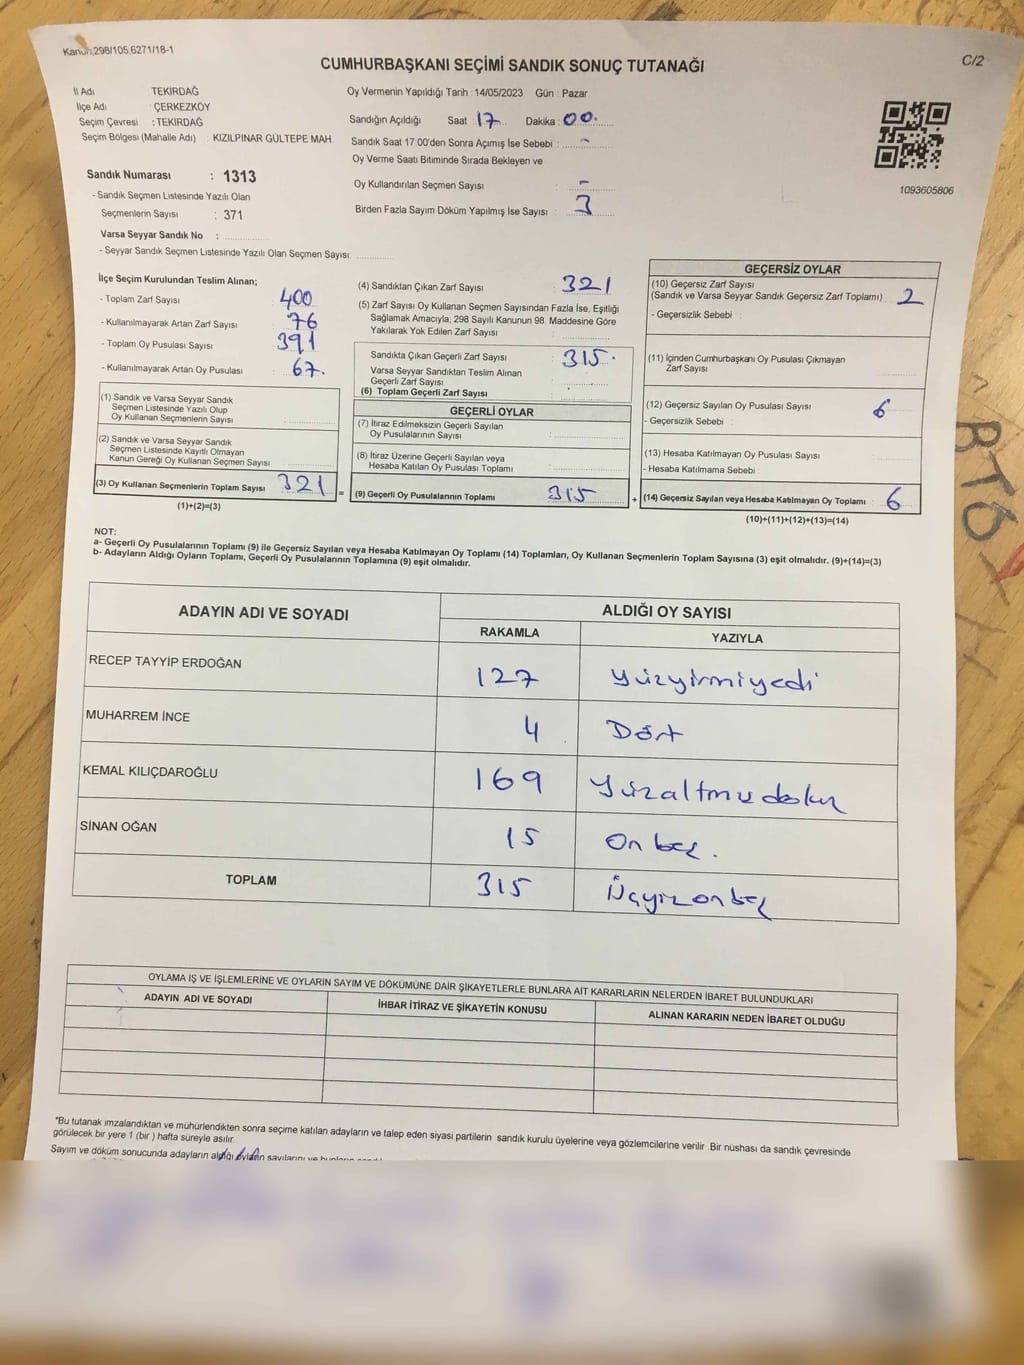 Kanun:298/105,6271/18-1
C/2
CUMHURBAŞKANI SEÇİMİ SANDIK SONUÇ TUTANAĞI
İl Adı TEKİRDAĞ
İlçe Adı : ÇERKEZKÖY
Seçim Çevresi : TEKİRDAĞ
Seçim Bölgesi (Mahalle Adı) : KIZILPINAR GÜLTEPE MAH.
Oy Vermenin Yapıldığı Tarih : 14/05/2023 Gün : Pazar
Sandığın Açıldığı Saat : 17 Dakika : 00.
Sandık Saat 17:00'den Sonra Açımış İse Sebebi : -
Oy Verme Saati Bitiminde Sırada Bekleyen ve
Oy Kullandırılan Seçmen Sayısı : -
Birden Fazla Sayım Döküm Yapılmış İse Sayısı : 3
1093605806
Sandık Numarası : 1313
- Sandık Seçmen Listesinde Yazılı Olan
Seçmenlerin Sayısı : 371
Varsa Seyyar Sandık No :
- Seyyar Sandık Seçmen Listesinde Yazılı Olan Seçmen Sayısı:
İlçe Seçim Kurulundan Teslim Alınan;
- Toplam Zarf Sayısı : 400
- Kullanılmayarak Artan Zarf Sayısı : 76
- Toplam Oy Pusulası Sayısı : 391
- Kullanılmayarak Artan Oy Pusulası : 67.
(1) Sandık ve Varsa Seyyar Sandık
Seçmen Listesinde Yazılı Olup
Oy Kullanan Seçmenlerin Sayısı :
(2) Sandık ve Varsa Seyyar Sandık
Seçmen Listesinde Kayıtlı Olmayan
Kanun Gereği Oy Kullanan Seçmen Sayısı :
(3) Oy Kullanan Seçmenlerin Toplam Sayısı : 321
(1)+(2)=(3)
=
(4) Sandıktan Çıkan Zarf Sayısı : 321
(5) Zarf Sayısı Oy Kullanan Seçmen Sayısından Fazla İse, Eşitliği
Sağlamak Amacıyla; 298 Sayılı Kanunun 98. Maddesine Göre
Yakılarak Yok Edilen Zarf Sayısı :
Sandıkta Çıkan Geçerli Zarf Sayısı : 315.
Varsa Seyyar Sandıktan Teslim Alınan
Geçerli Zarf Sayısı :
(6) Toplam Geçerli Zarf Sayısı :
GEÇERLİ OYLAR
(7) İtiraz Edilmeksizin Geçerli Sayılan
Oy Pusulalarının Sayısı :
(8) İtiraz Üzerine Geçerli Sayılan veya
Hesaba Katılan Oy Pusulası Toplamı :
(9) Geçerli Oy Pusulalarının Toplamı : 315
+
GEÇERSİZ OYLAR
(10) Geçersiz Zarf Sayısı
(Sandık ve Varsa Seyyar Sandık Geçersiz Zarf Toplamı) : 2
- Geçersizlik Sebebi :
(11) İçinden Cumhurbaşkanı Oy Pusulası Çıkmayan
Zarf Sayısı :
(12) Geçersiz Sayılan Oy Pusulası Sayısı : 6
- Geçersizlik Sebebi :
(13) Hesaba Katılmayan Oy Pusulası Sayısı :
- Hesaba Katılmama Sebebi :
(14) Geçersiz Sayılan veya Hesaba Katılmayan Oy Toplamı : 6
(10)+(11)+(12)+(13)=(14)
NOT:
a- Geçerli Oy Pusulalarının Toplamı (9) ile Geçersiz Sayılan veya Hesaba Katılmayan Oy Toplamı (14) Toplamları, Oy Kullanan Seçmenlerin Toplam Sayısına (3) eşit olmalıdır. (9)+(14)=(3)
b- Adayların Aldığı Oyların Toplamı, Geçerli Oy Pusulalarının Toplamına (9) eşit olmalıdır.
ADAYIN ADI VE SOYADI
ALDIĞI OY SAYISI
RAKAMLA YAZIYLA
RECEP TAYYİP ERDOĞAN 127 Yüzyirmiyedi
MUHARREM İNCE 4 Dört
KEMAL KILIÇDAROĞLU 169
SİNAN OĞAN 15 On beş.
TOPLAM 315 Üçyüzonbeş
OYLAMA İŞ VE İŞLEMLERİNE VE OYLARIN SAYIM VE DÖKÜMÜNE DAİR ŞİKAYETLERLE BUNLARA AİT KARARLARIN NELERDEN İBARET BULUNDUKLARI
ADAYIN ADI VE SOYADI İHBAR İTİRAZ VE ŞİKAYETİN KONUSU ALINAN KARARIN NEDEN İBARET OLDUĞU
*Bu tutanak imzalandıktan ve mühürlendikten sonra seçime katılan adayların ve talep eden siyasi partilerin sandık kurulu üyelerine veya gözlemcilerine verilir .Bir nüshası da sandık çevresinde
görülecek bir yere 1 (bir ) hafta süreyle asılır.
Sayım ve döküm sonucunda adayların aldığı oyların sayılarını ve